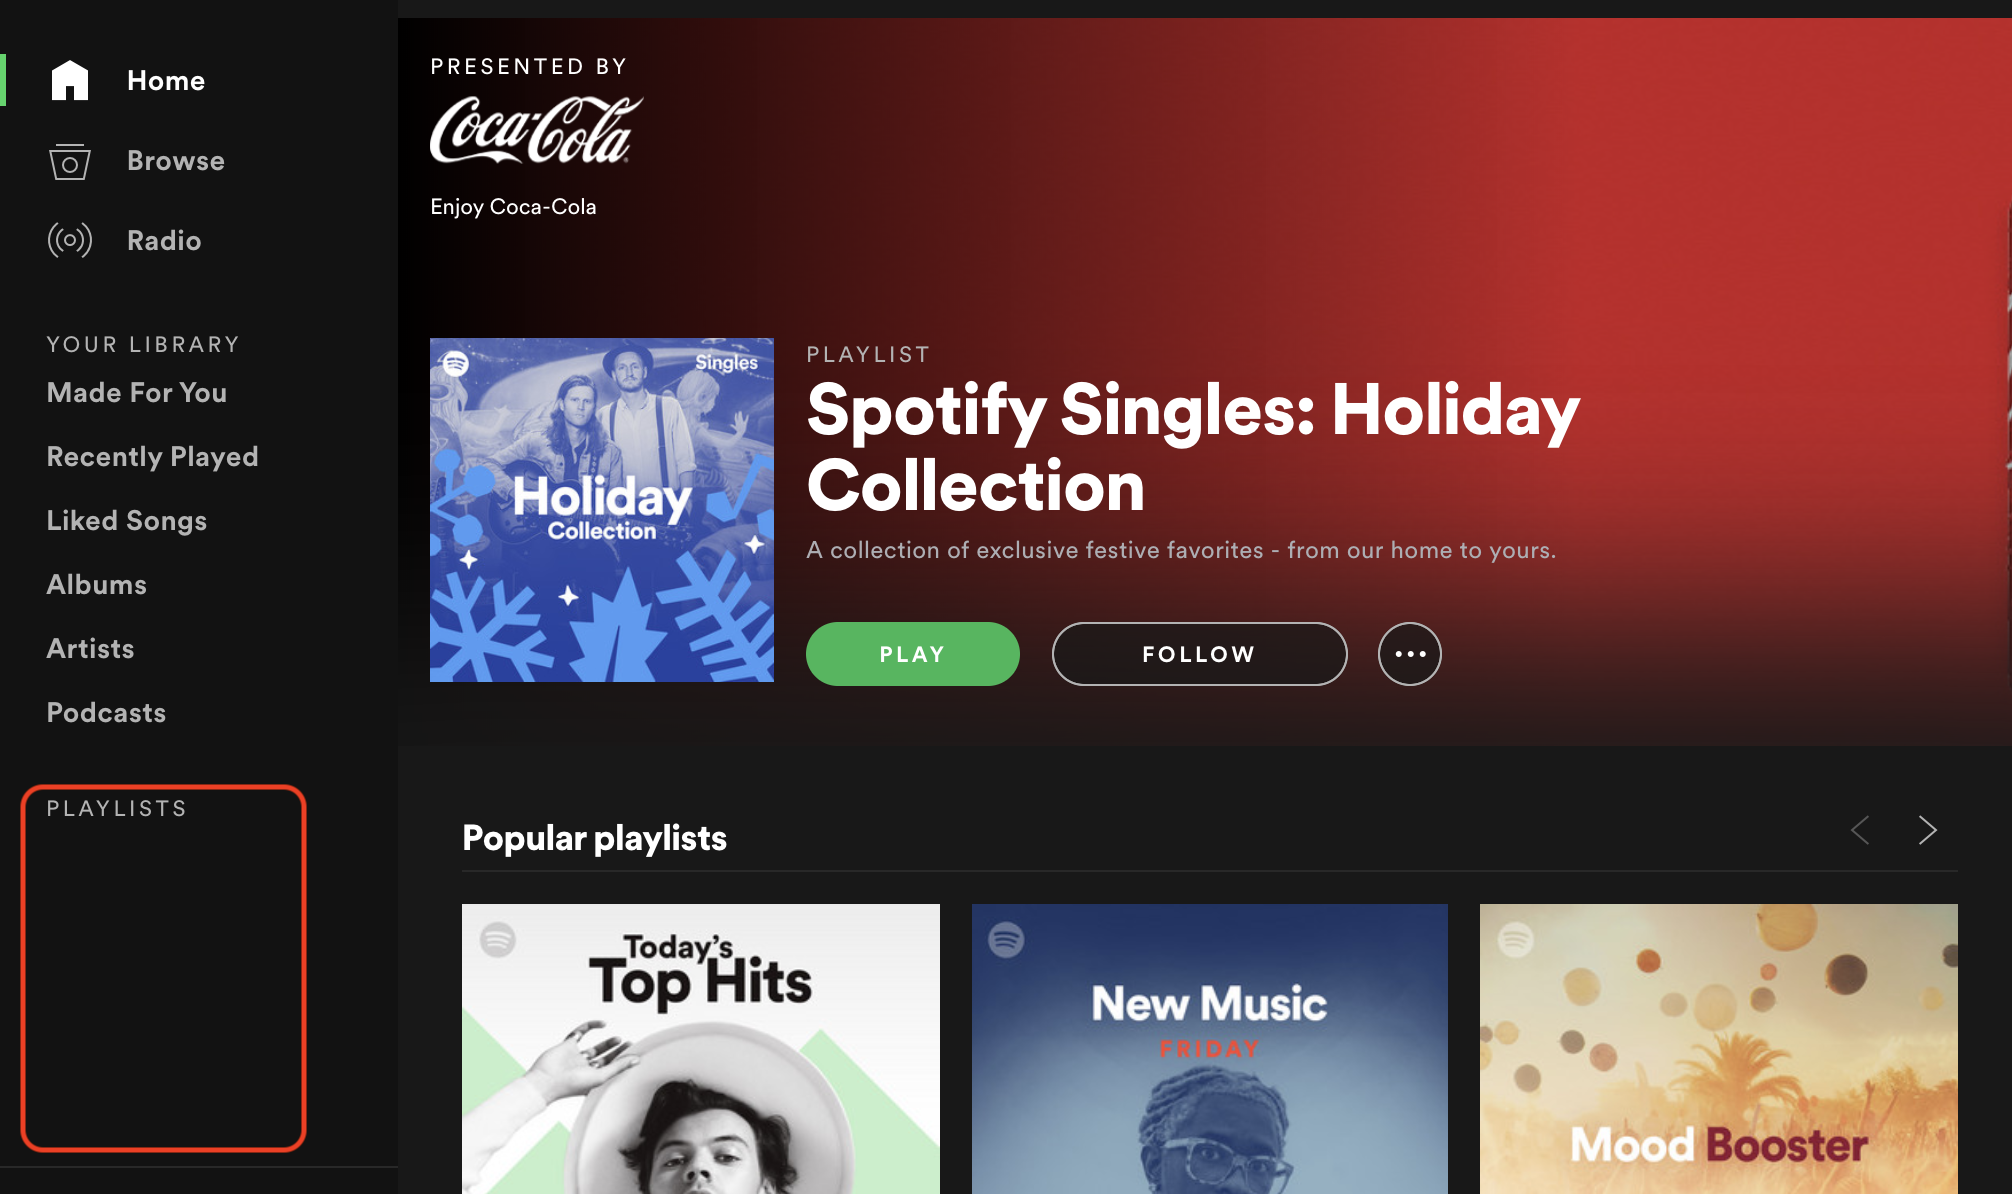 Home
Browse
Radio
YOUR LIBRARY
Made For You
Recently Played
Liked Songs
Albums
Artists
Podcasts
PLAYLISTS
PRESENTED BY
Coca-Cola
Enjoy Coca-Cola
Singles
Holiday
Collection
PLAYLIST
Spotify Singles: Holiday
Collection
A collection of exclusive festive favorites - from our home to yours.
PLAY
FOLLOW
Popular playlists
Today's
Top Hits
New Music
FRIDAY
Mood Booster